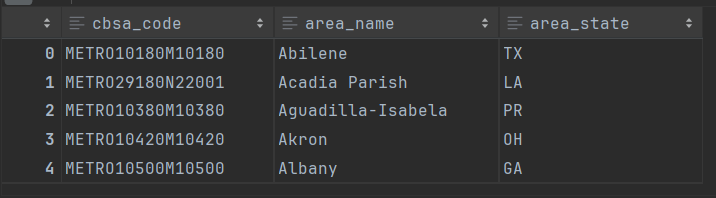 cbsa_code area_name area_state
0 METRO10180M10180 Abilene TX
1 METRO29180N22001 Acadia Parish LA
2 METRO10380M10380 Aguadilla-Isabela PR
3 METRO10420M10420 Akron OH
4 METRO10500M10500 Albany GA